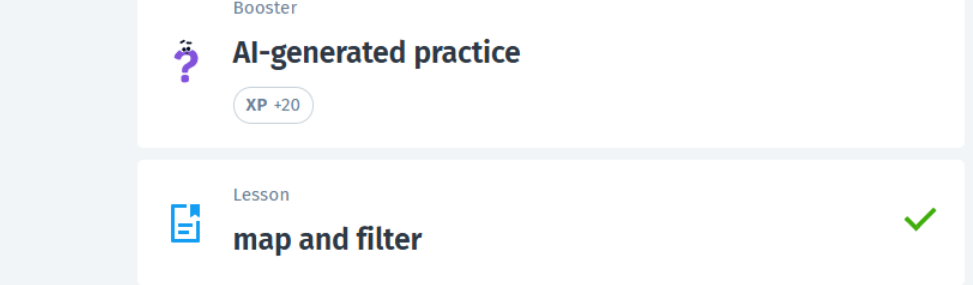 Booster
AI-generated practice
XP +20
Lesson
map and filter